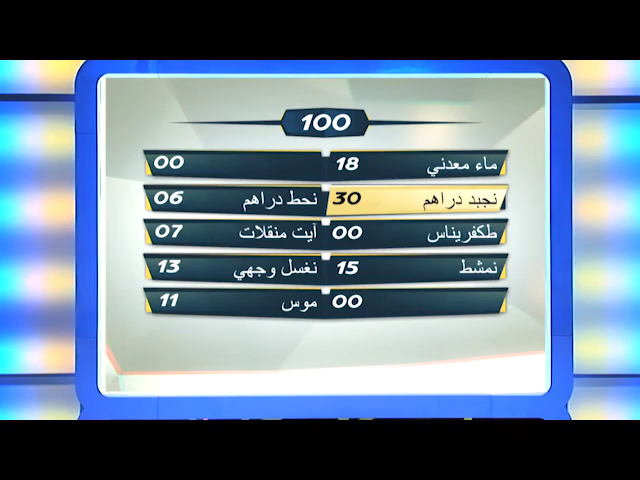 100
ماء معدني 18 00
نجبد دراهم 30 نحط دراهم 06
طكفريناس 00 آيت منقلات 07
نمشط 15 نغسل وجهي 13
00 موس 11